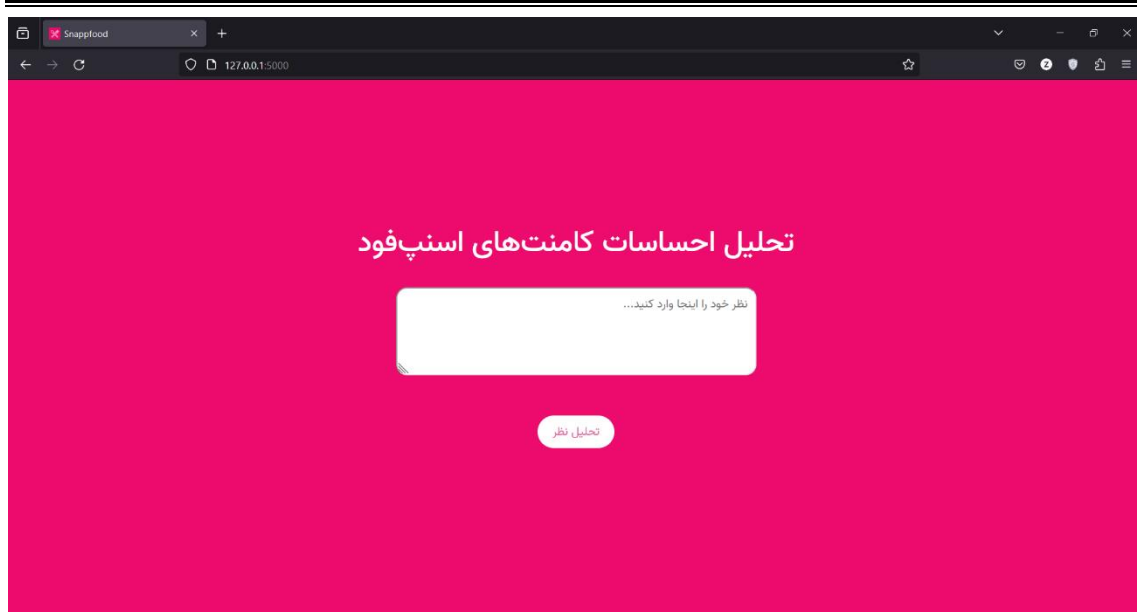 Snappfood
127.0.0.1:5000
تحلیل احساسات کامنت‌های اسنپ‌فود
نظر خود را اینجا وارد کنید...
تحلیل نظر